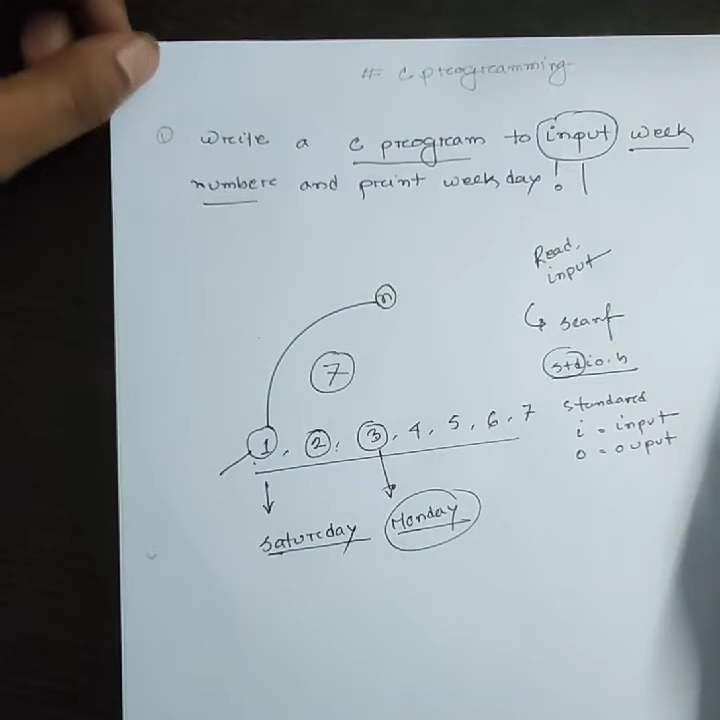 # C programming
① Write a C program to input week
number and print week day !
Read.
input
↳ scanf
stdio.h
standard
i = input
o = ouput
n
7
1, 2, 3, 4, 5, 6, 7
Saturday Monday